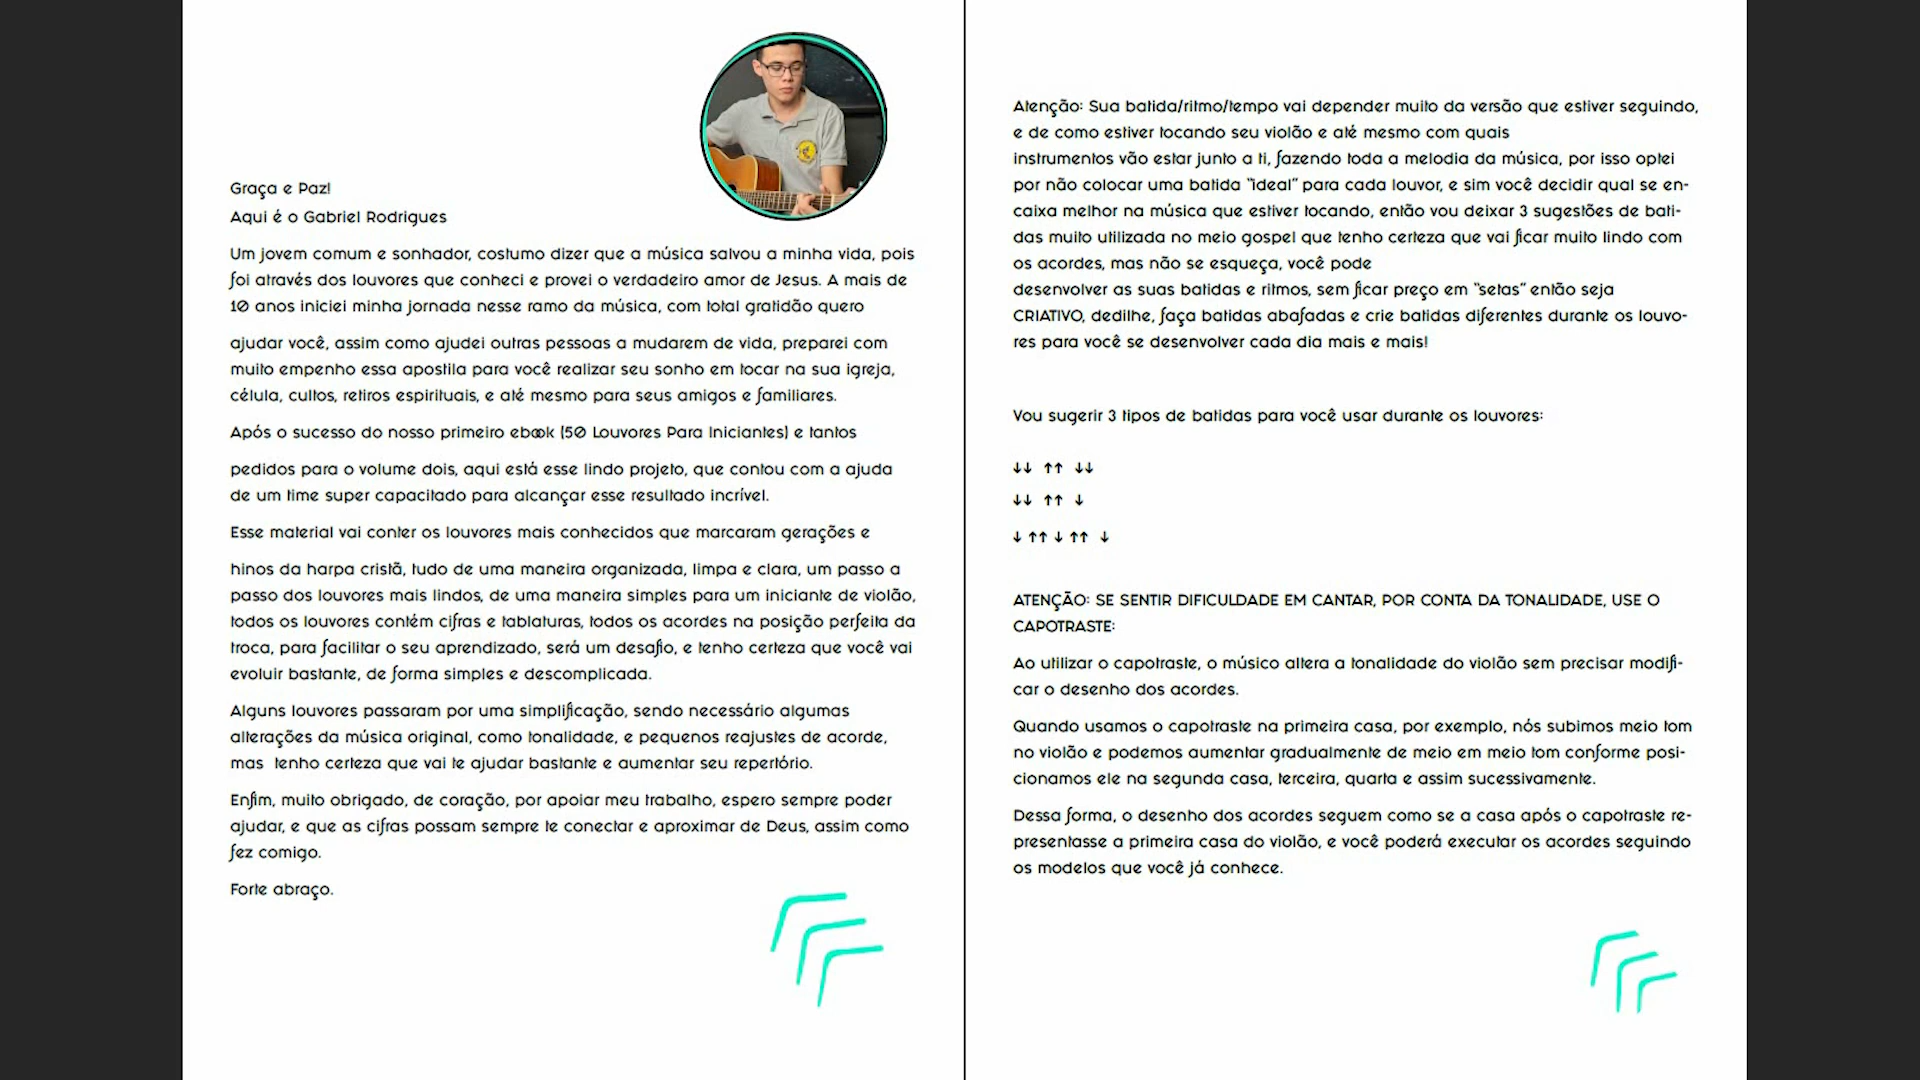 Graça e Paz!
Aqui é o Gabriel Rodrigues
Um jovem comum e sonhador, costumo dizer que a música salvou a minha vida, pois
foi através dos louvores que conheci e provei o verdadeiro amor de Jesus. A mais de
10 anos iniciei minha jornada nesse ramo da música, com total gratidão quero
ajudar você, assim como ajudei outras pessoas a mudarem de vida, preparei com
muito empenho essa apostila para você realizar seu sonho em tocar na sua igreja,
célula, cultos, retiros espirituais, e até mesmo para seus amigos e familiares.
Após o sucesso do nosso primeiro ebook (50 Louvores Para Iniciantes) e tantos
pedidos para o volume dois, aqui está esse lindo projeto, que contou com a ajuda
de um time super capacitado para alcançar esse resultado incrível.
Esse material vai conter os louvores mais conhecidos que marcaram gerações e
hinos da harpa cristã, tudo de uma maneira organizada, limpa e clara, um passo a
passo dos louvores mais lindos, de uma maneira simples para um iniciante de violão,
todos os louvores contém cifras e tablaturas, todos os acordes na posição perfeita da
troca, para facilitar o seu aprendizado, será um desafio, e tenho certeza que você vai
evoluir bastante, de forma simples e descomplicada.
Alguns louvores passaram por uma simplificação, sendo necessário algumas
alterações da música original, como tonalidade, e pequenos reajustes de acorde,
mas tenho certeza que vai te ajudar bastante e aumentar seu repertório.
Enfim, muito obrigado, de coração, por apoiar meu trabalho, espero sempre poder
ajudar, e que as cifras possam sempre te conectar e aproximar de Deus, assim como
fez comigo.
Forte abraço.
Atenção: Sua batida/ritmo/tempo vai depender muito da versão que estiver seguindo,
e de como estiver tocando seu violão e até mesmo com quais
instrumentos vão estar junto a ti, fazendo toda a melodia da música, por isso optei
por não colocar uma batida "ideal" para cada louvor, e sim você decidir qual se en-
caixa melhor na música que estiver tocando, então vou deixar 3 sugestões de bati-
das muito utilizada no meio gospel que tenho certeza que vai ficar muito lindo com
os acordes, mas não se esqueça, você pode
desenvolver as suas batidas e ritmos, sem ficar preço em "setas" então seja
CRIATIVO, dedilhe, faça batidas abafadas e crie batidas diferentes durante os louvo-
res para você se desenvolver cada dia mais e mais!
Vou sugerir 3 tipos de batidas para você usar durante os louvores:
↓↓ ↑↑ ↓↓
↓↓ ↑↑ ↓
↓ ↑↑ ↓ ↑↑ ↓
ATENÇÃO: SE SENTIR DIFICULDADE EM CANTAR, POR CONTA DA TONALIDADE, USE O
CAPOTRASTE:
Ao utilizar o capotraste, o músico altera a tonalidade do violão sem precisar modifi-
car o desenho dos acordes.
Quando usamos o capotraste na primeira casa, por exemplo, nós subimos meio tom
no violão e podemos aumentar gradualmente de meio em meio tom conforme posi-
cionamos ele na segunda casa, terceira, quarta e assim sucessivamente.
Dessa forma, o desenho dos acordes seguem como se a casa após o capotraste re-
presentasse a primeira casa do violão, e você poderá executar os acordes seguindo
os modelos que você já conhece.